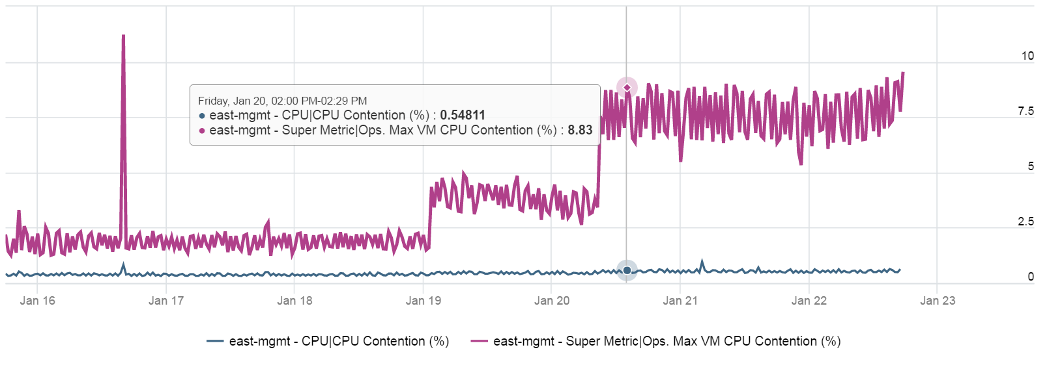 10
Friday, Jan 20, 02:00 PM-02:29 PM
east-mgmt - CPU|CPU Contention (%) : 0.54811
7.5
east-mgmt - Super Metric|Ops. Max VM CPU Contention (%) : 8.83
5
2.5
0
Jan 16 Jan 17 Jan 18 Jan 19 Jan 20 Jan 21 Jan 22 Jan 23
east-mgmt - CPU|CPU Contention (%) east-mgmt - Super Metric|Ops. Max VM CPU Contention (%)